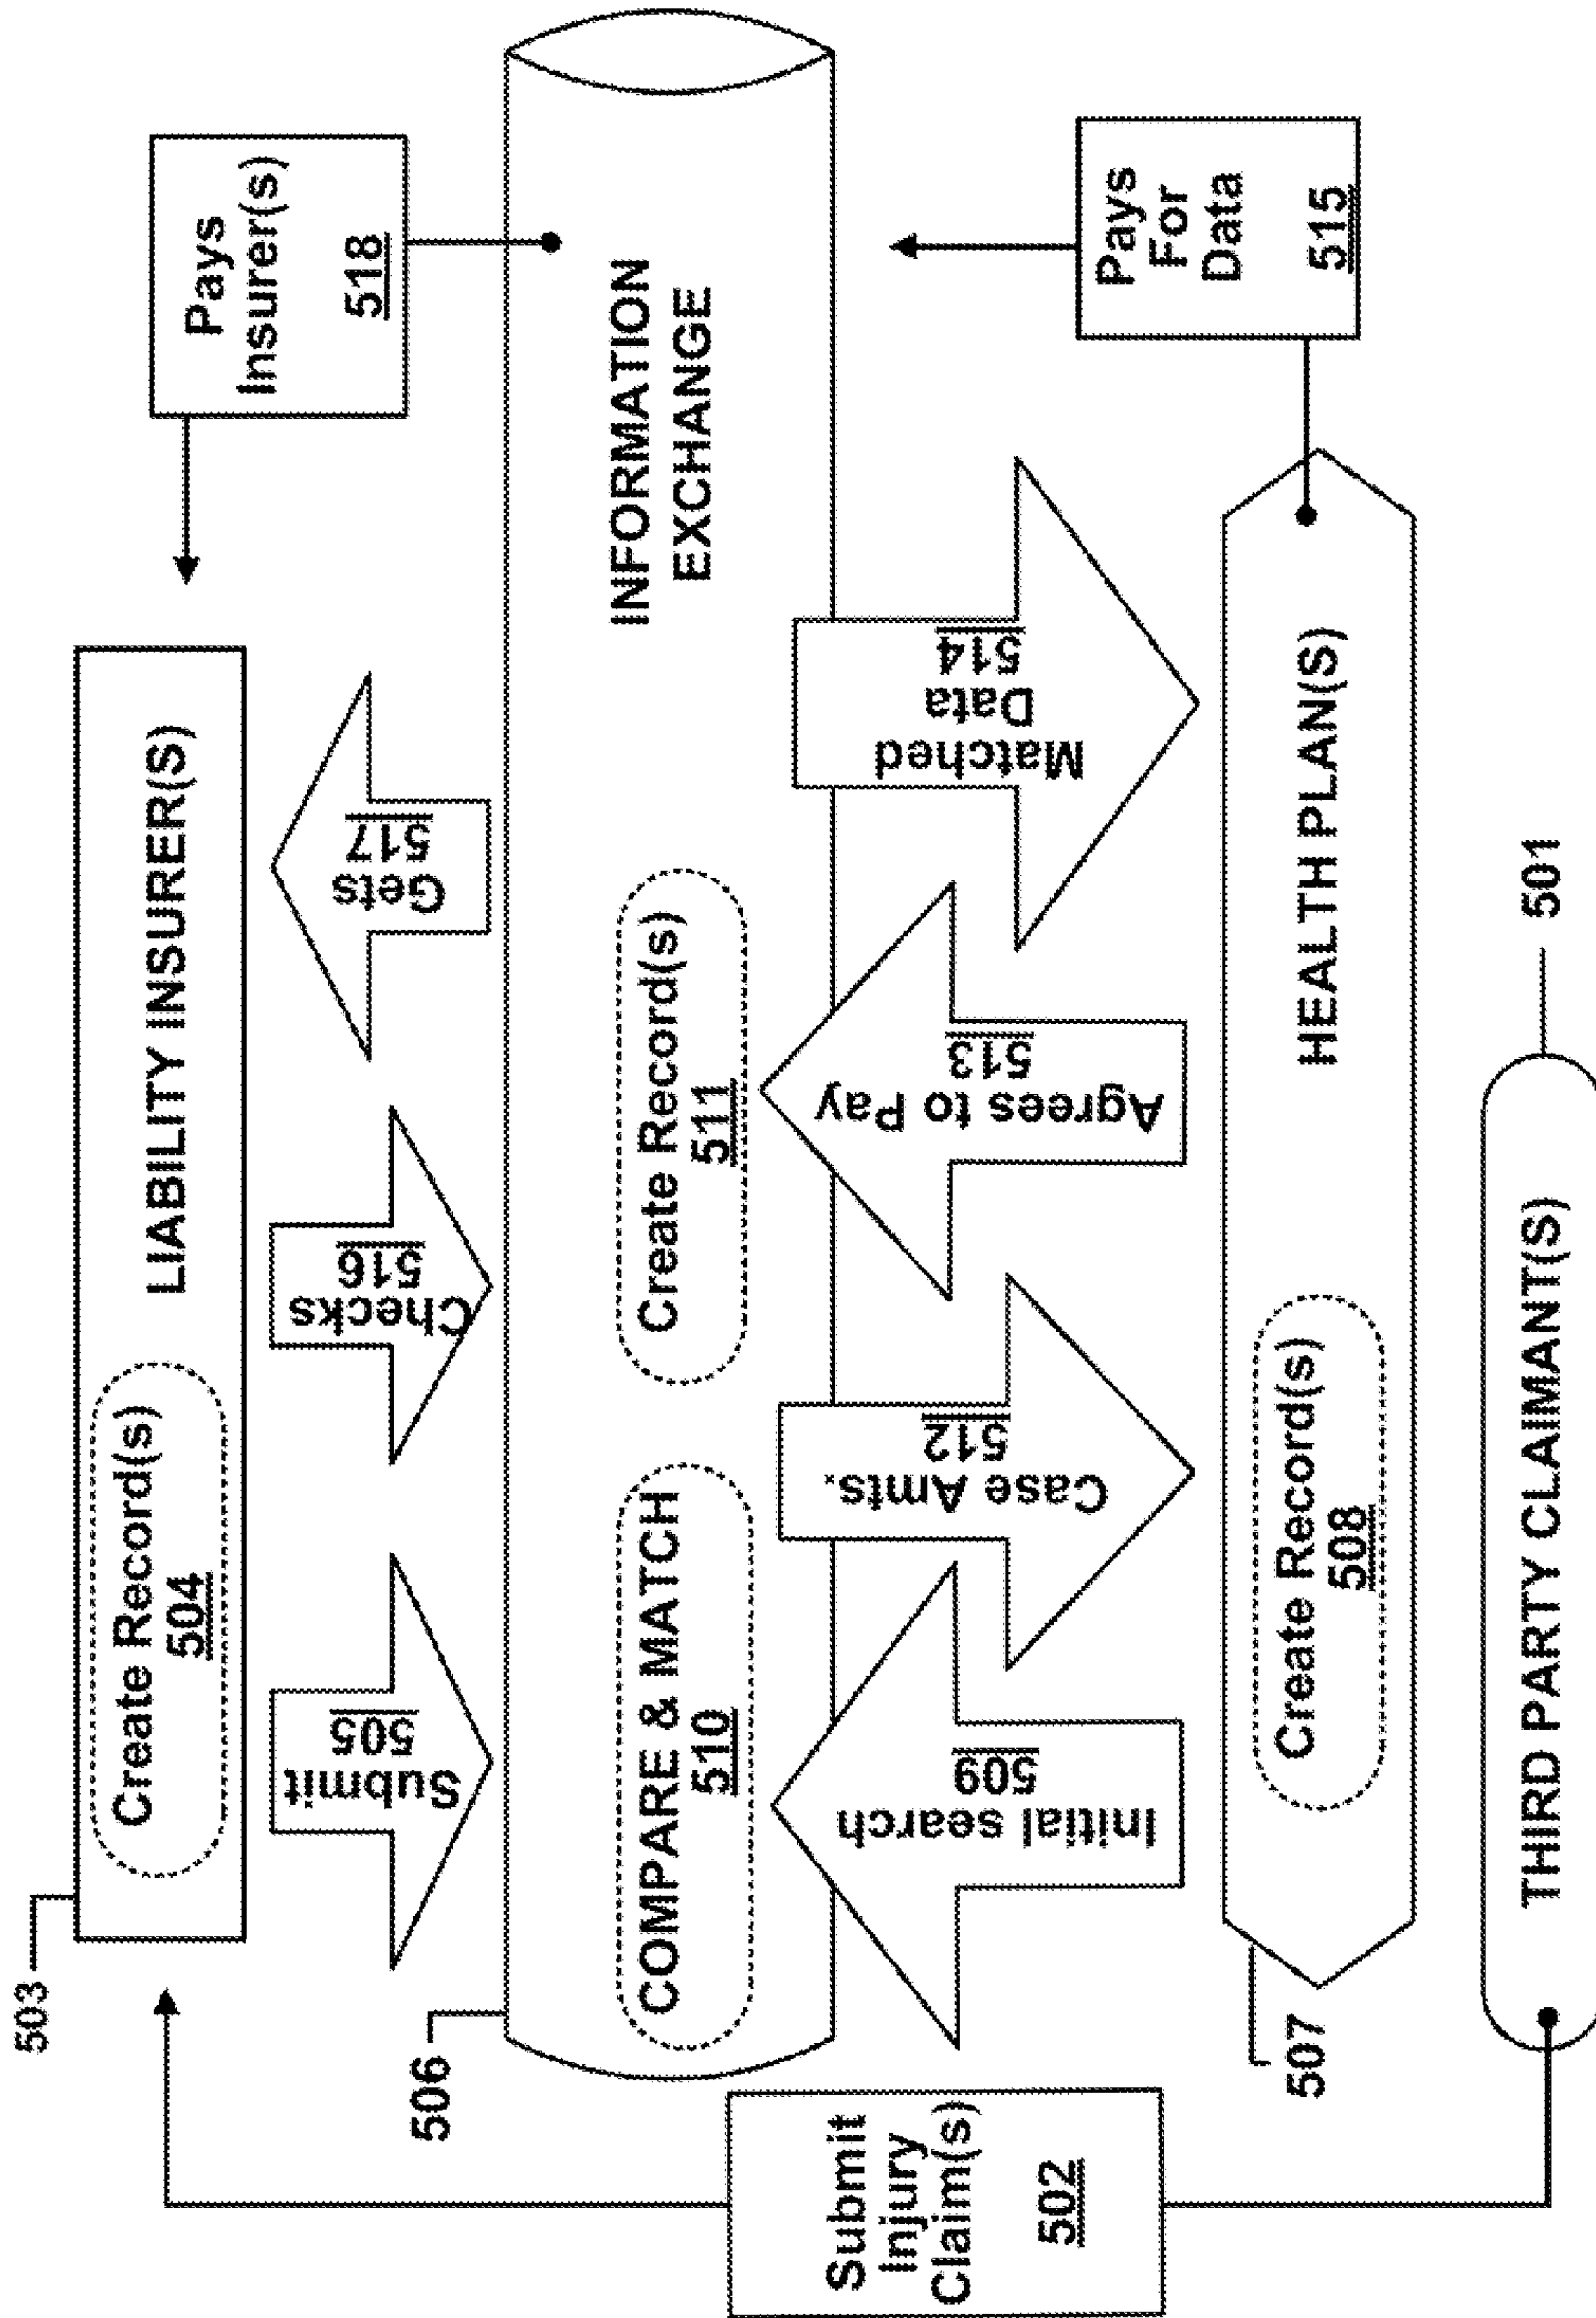 503
Create Record(s)
504
LIABILITY INSURER(S)
Pays
Insurer(s)
518
Submit
505
Checks
516
Gets
517
506
COMPARE & MATCH
510
Create Record(s)
511
INFORMATION
EXCHANGE
Submit
Injury
Claim(s)
502
Initial search
509
Case Amts.
512
Agrees to Pay
513
Matched
Data
514
Pays
For
Data
515
507
Create Record(s)
508
HEALTH PLAN(S)
THIRD PARTY CLAIMANT(S)
501